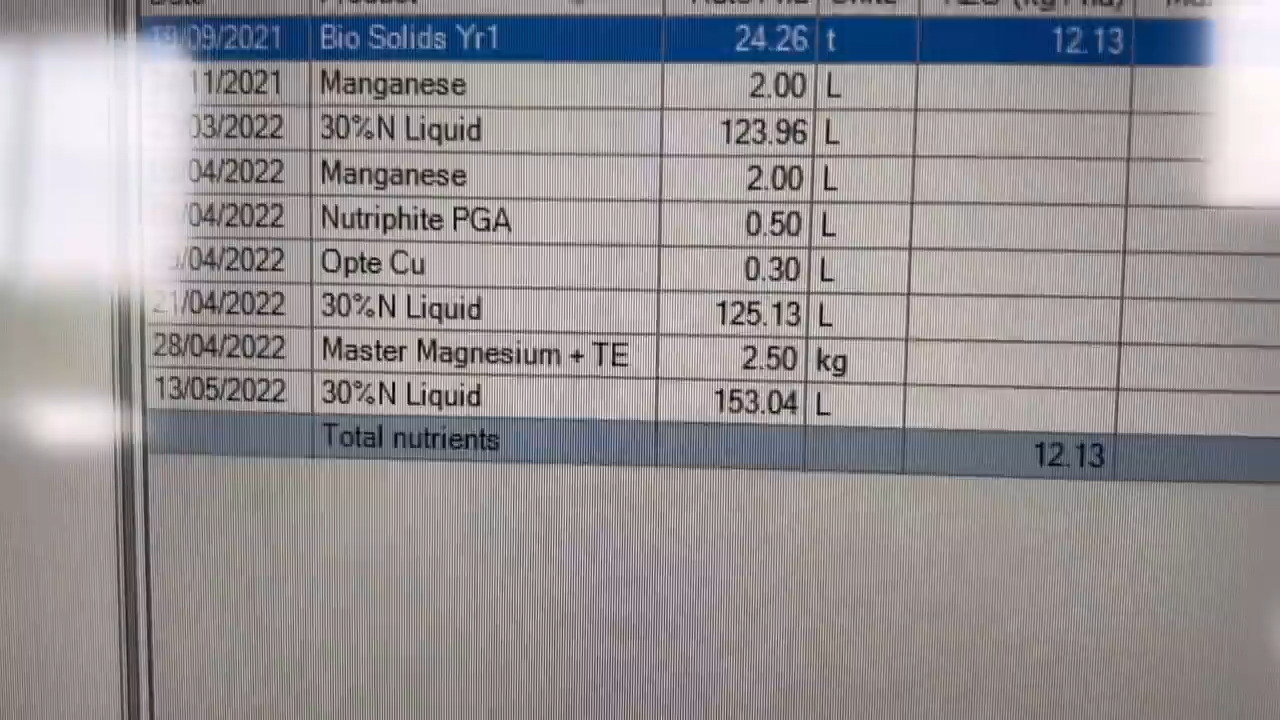 19/09/2021 Bio Solids Yr1 24.26 t 12.13
11/2021 Manganese 2.00 L
03/2022 30%N Liquid 123.96 L
04/2022 Manganese 2.00 L
/04/2022 Nutriphite PGA 0.50 L
/04/2022 Opte Cu 0.30 L
21/04/2022 30%N Liquid 125.13 L
28/04/2022 Master Magnesium + TE 2.50 kg
13/05/2022 30%N Liquid 153.04 L
Total nutrients 12.13